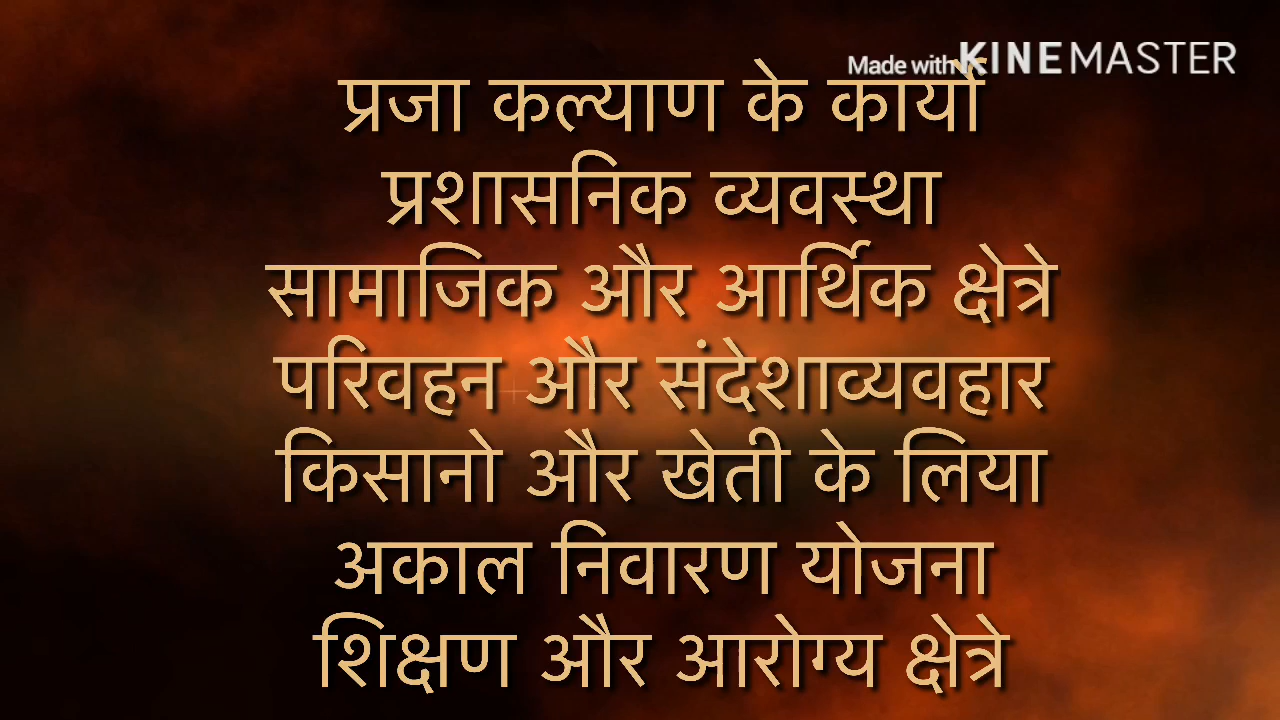 Made with KINEMASTER
प्रजा कल्याण के कार्यो
प्रशासनिक व्यवस्था
सामाजिक और आर्थिक क्षेत्रे
परिवहन और संदेशाव्यवहार
किसानो और खेती के लिया
अकाल निवारण योजना
शिक्षण और आरोग्य क्षेत्रे